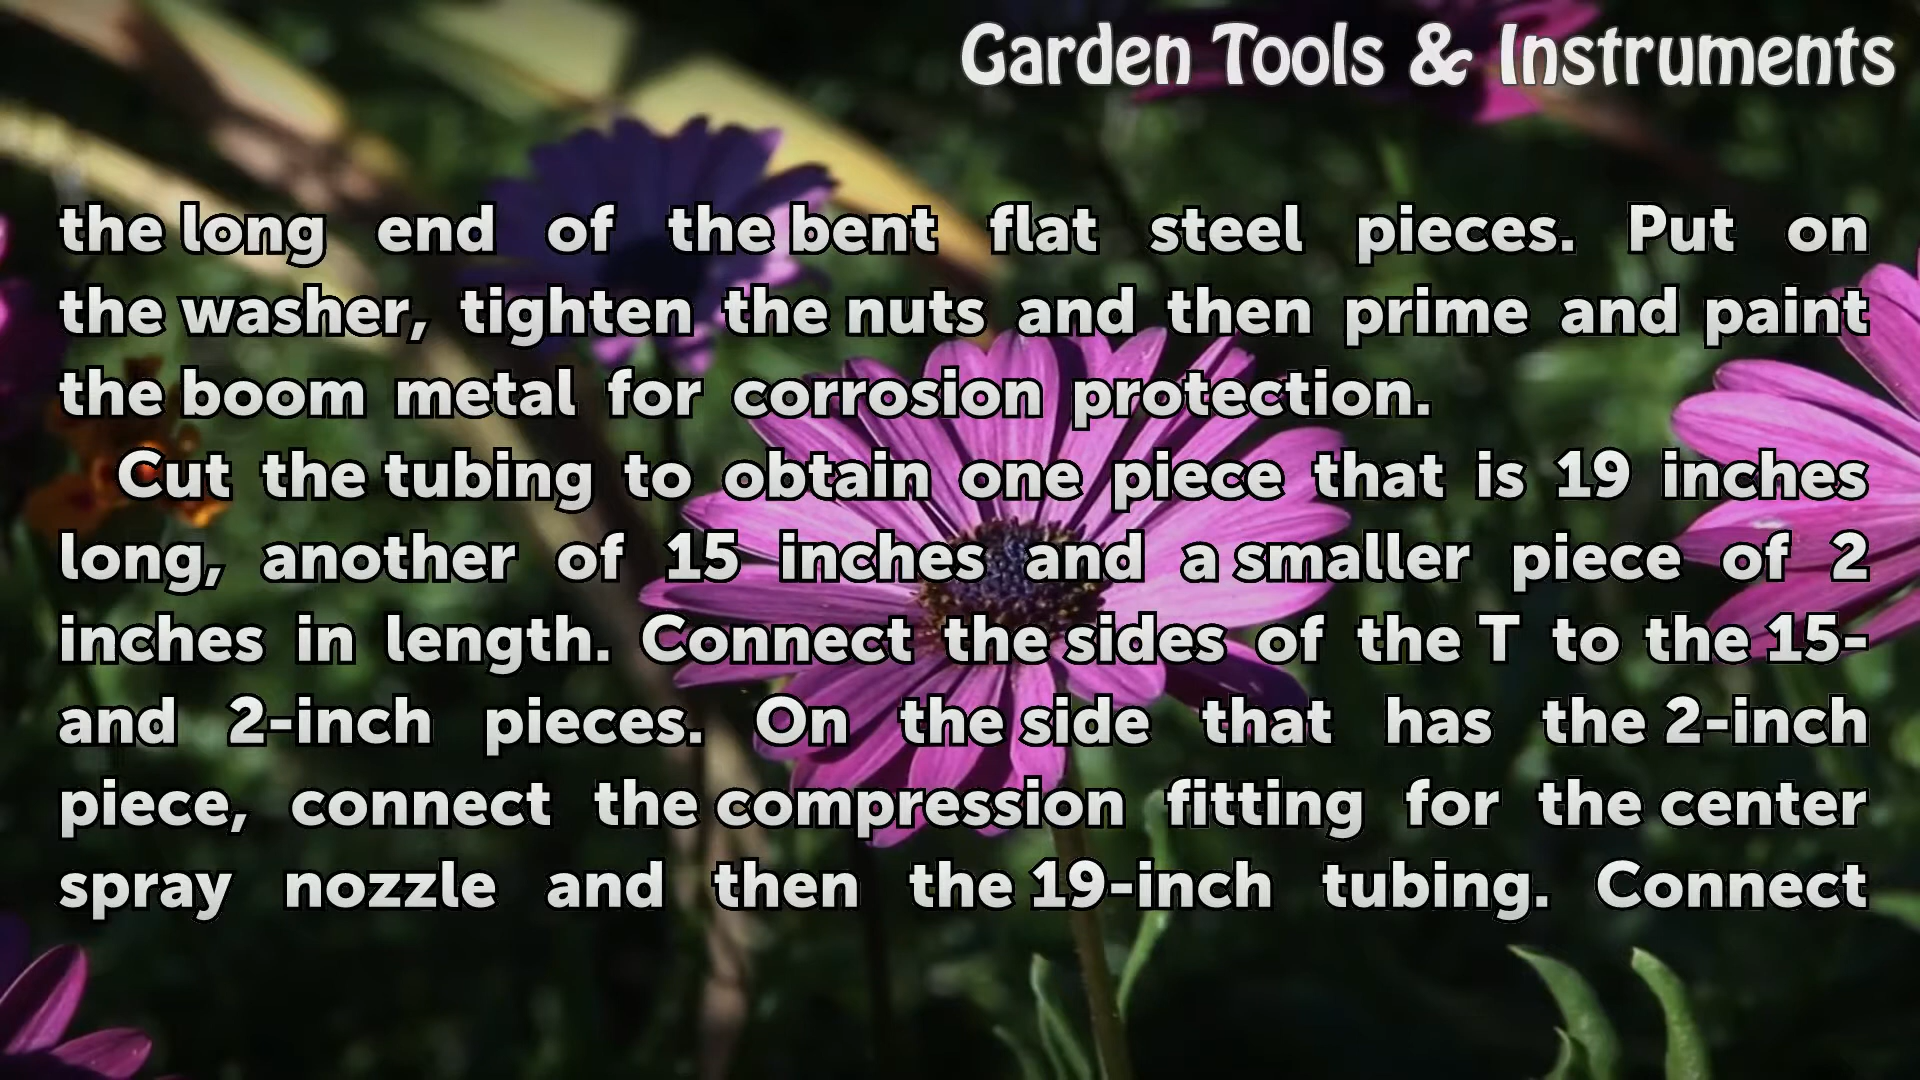 Garden Tools & Instruments
the long end of the bent flat steel pieces. Put on
the washer, tighten the nuts and then prime and paint
the boom metal for corrosion protection.
Cut the tubing to obtain one piece that is 19 inches
long, another of 15 inches and a smaller piece of 2
inches in length. Connect the sides of the T to the 15-
and 2-inch pieces. On the side that has the 2-inch
piece, connect the compression fitting for the center
spray nozzle and then the 19-inch tubing. Connect